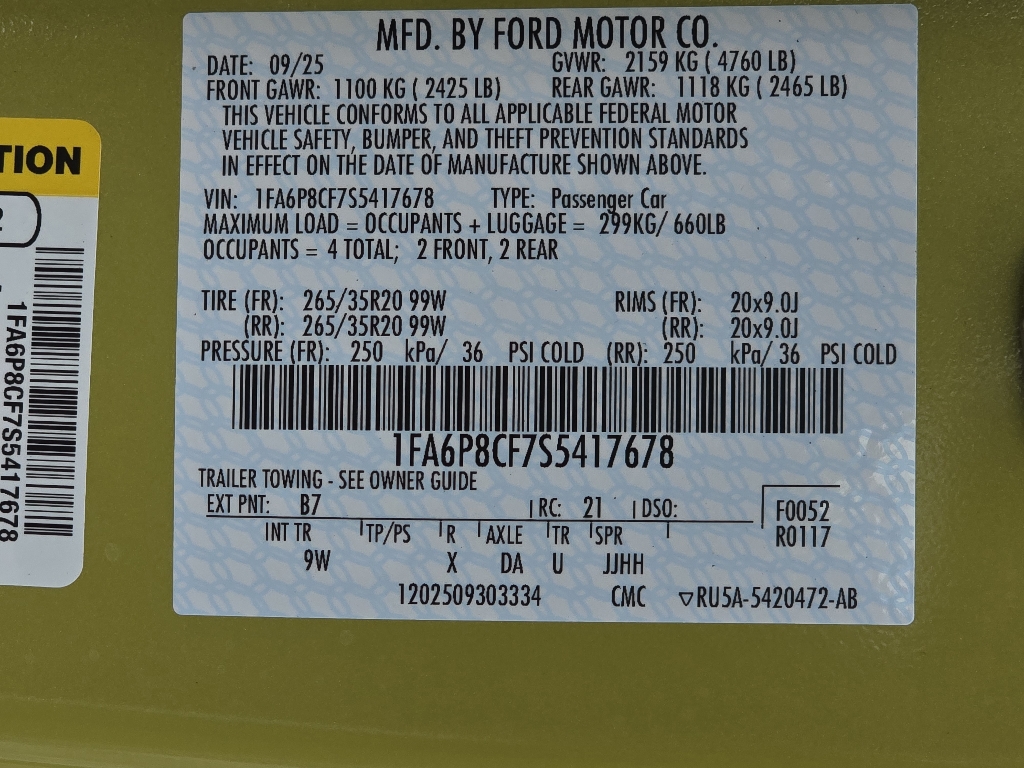 MFD. BY FORD MOTOR CO.
DATE: 09/25 GVWR: 2159 KG ( 4760 LB)
FRONT GAWR: 1100 KG ( 2425 LB) REAR GAWR: 1118 KG ( 2465 LB)
THIS VEHICLE CONFORMS TO ALL APPLICABLE FEDERAL MOTOR
VEHICLE SAFETY, BUMPER, AND THEFT PREVENTION STANDARDS
IN EFFECT ON THE DATE OF MANUFACTURE SHOWN ABOVE.
VIN: 1FA6P8CF7S5417678 TYPE: Passenger Car
MAXIMUM LOAD = OCCUPANTS + LUGGAGE = 299KG/ 660LB
OCCUPANTS = 4 TOTAL; 2 FRONT, 2 REAR
TIRE (FR): 265/35R20 99W RIMS (FR): 20x9.0J
(RR): 265/35R20 99W (RR): 20x9.0J
PRESSURE (FR): 250 kPa/ 36 PSI COLD (RR): 250 kPa/ 36 PSI COLD
1FA6P8CF7S5417678
TRAILER TOWING - SEE OWNER GUIDE
EXT PNT: B7 RC: 21 DSO: F0052
R0117
INT TR TP/PS R AXLE TR SPR
9W X DA U JJHH
1202509303334 CMC ▽RU5A-5420472-AB
TION
1FA6P8CF7S5417678